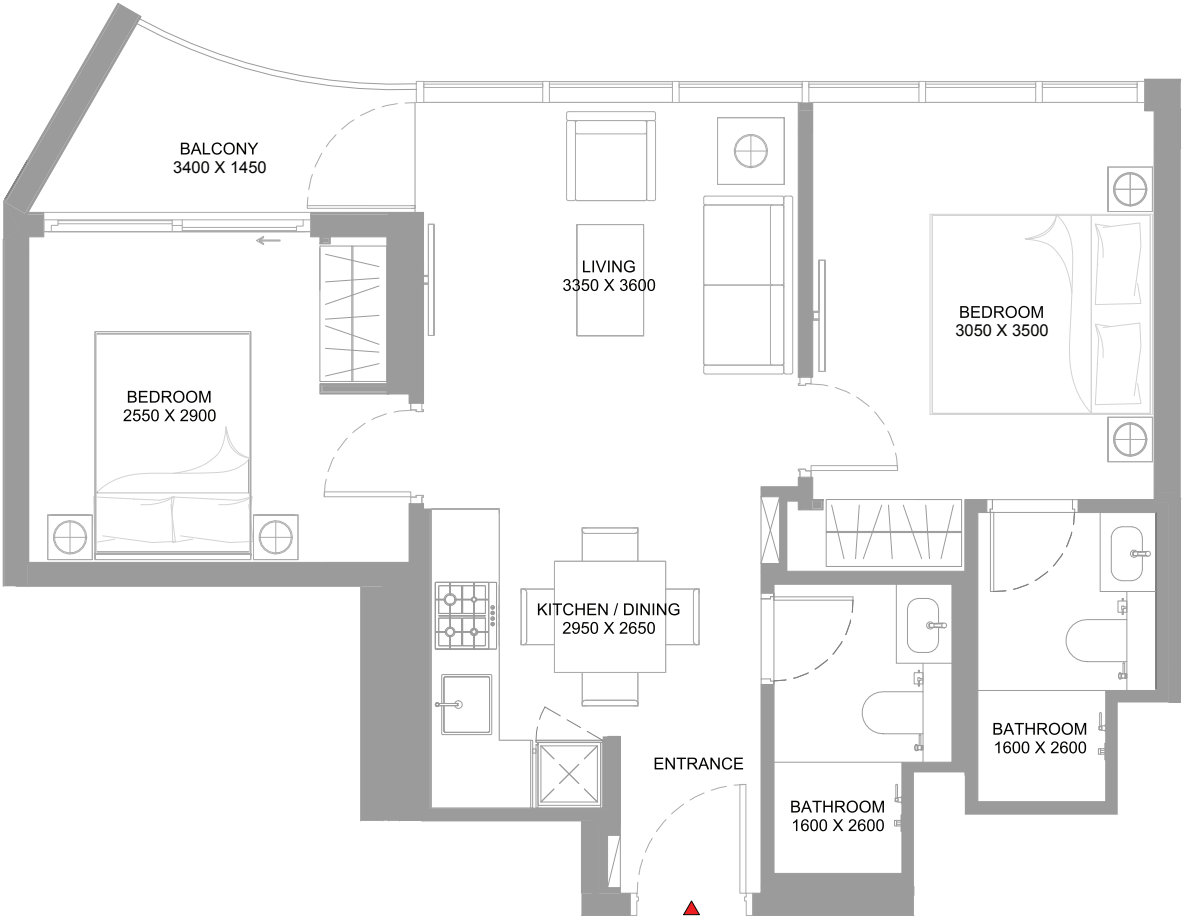 BALCONY
3400 X 1450
LIVING
3350 X 3600
BEDROOM
3050 X 3500
BEDROOM
2550 X 2900
KITCHEN / DINING
2950 X 2650
BATHROOM
1600 X 2600
ENTRANCE
BATHROOM
1600 X 2600